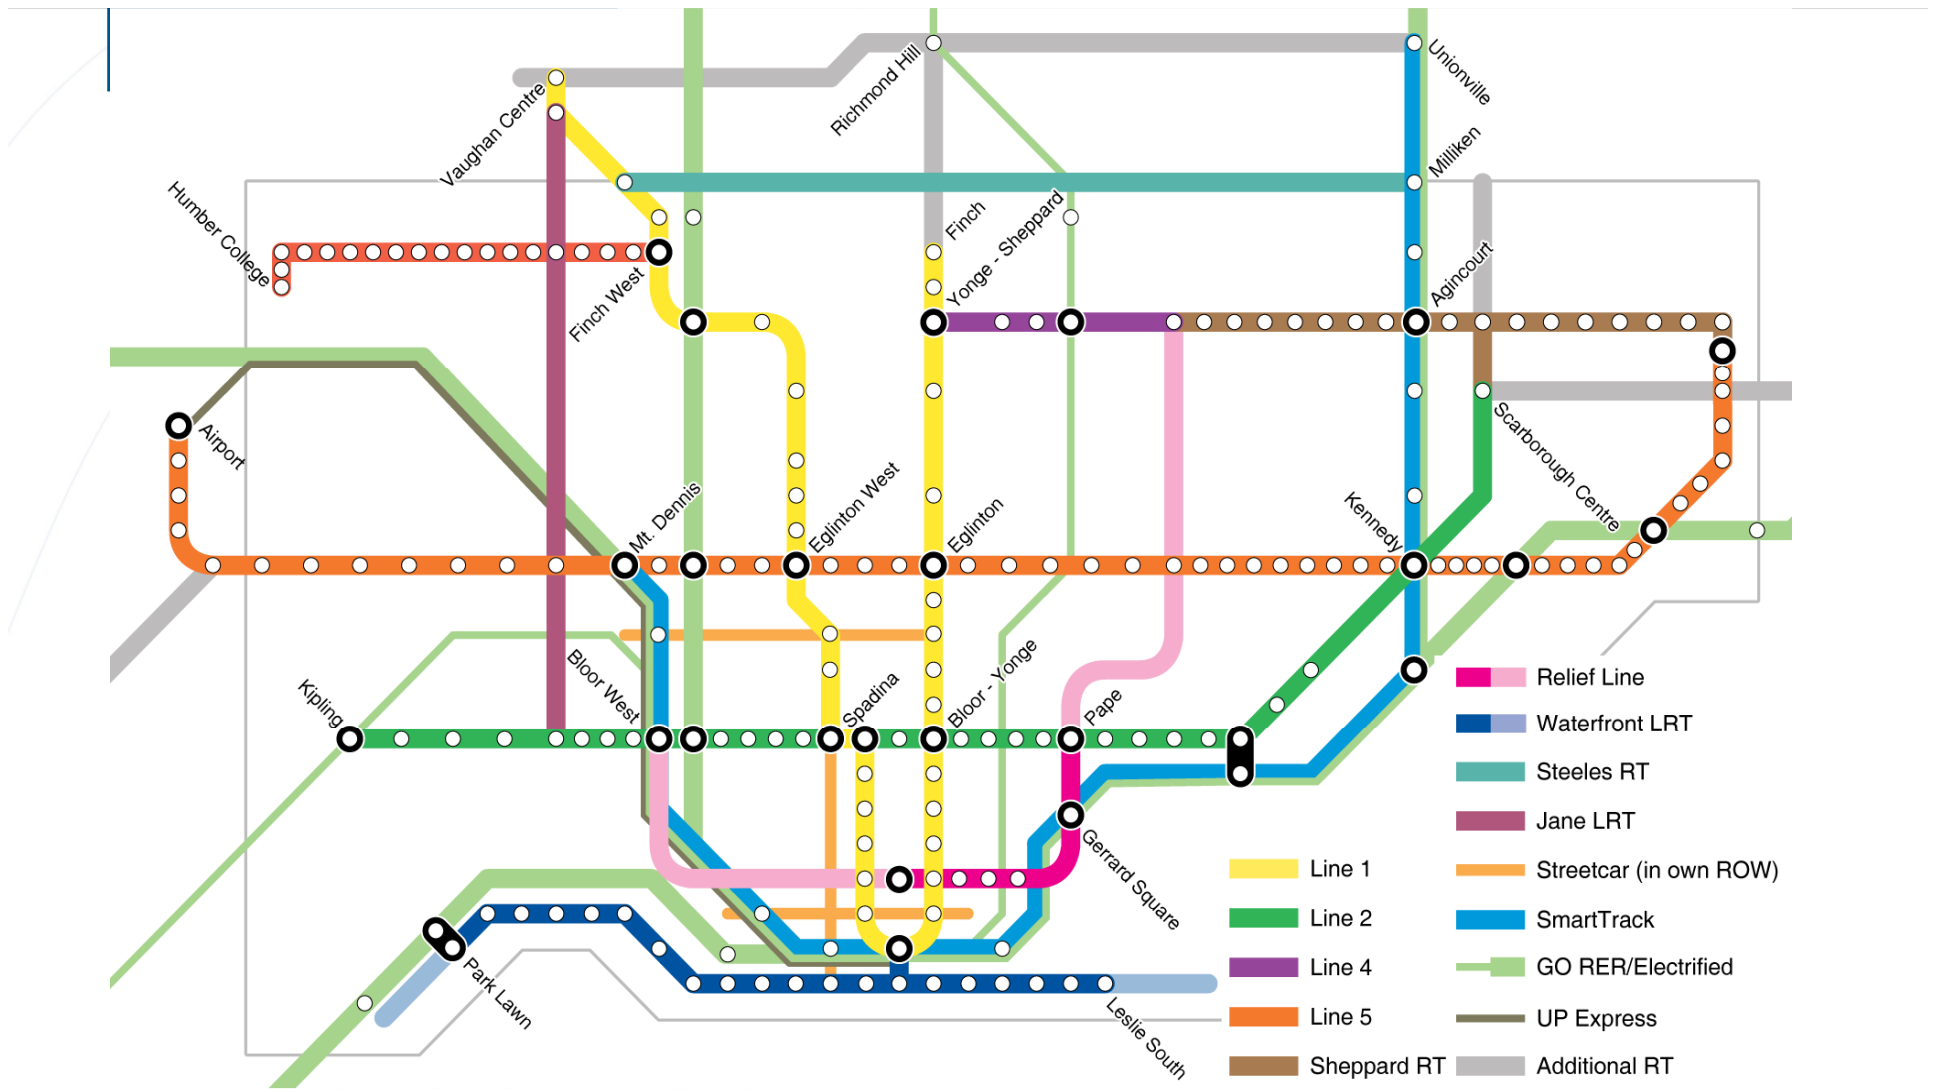 Richmond Hill
Unionville
Vaughan Centre
Milliken
Humber College
Finch
Yonge - Sheppard
Finch West
Agincourt
Airport
Scarborough Centre
Mt. Dennis
Eglinton West
Eglinton
Kennedy
Kipling
Bloor West
Spadina
Bloor - Yonge
Pape
Gerrard Square
Park Lawn
Leslie South
Relief Line
Waterfront LRT
Steeles RT
Jane LRT
Line 1
Streetcar (in own ROW)
Line 2
SmartTrack
Line 4
GO RER/Electrified
Line 5
UP Express
Sheppard RT
Additional RT